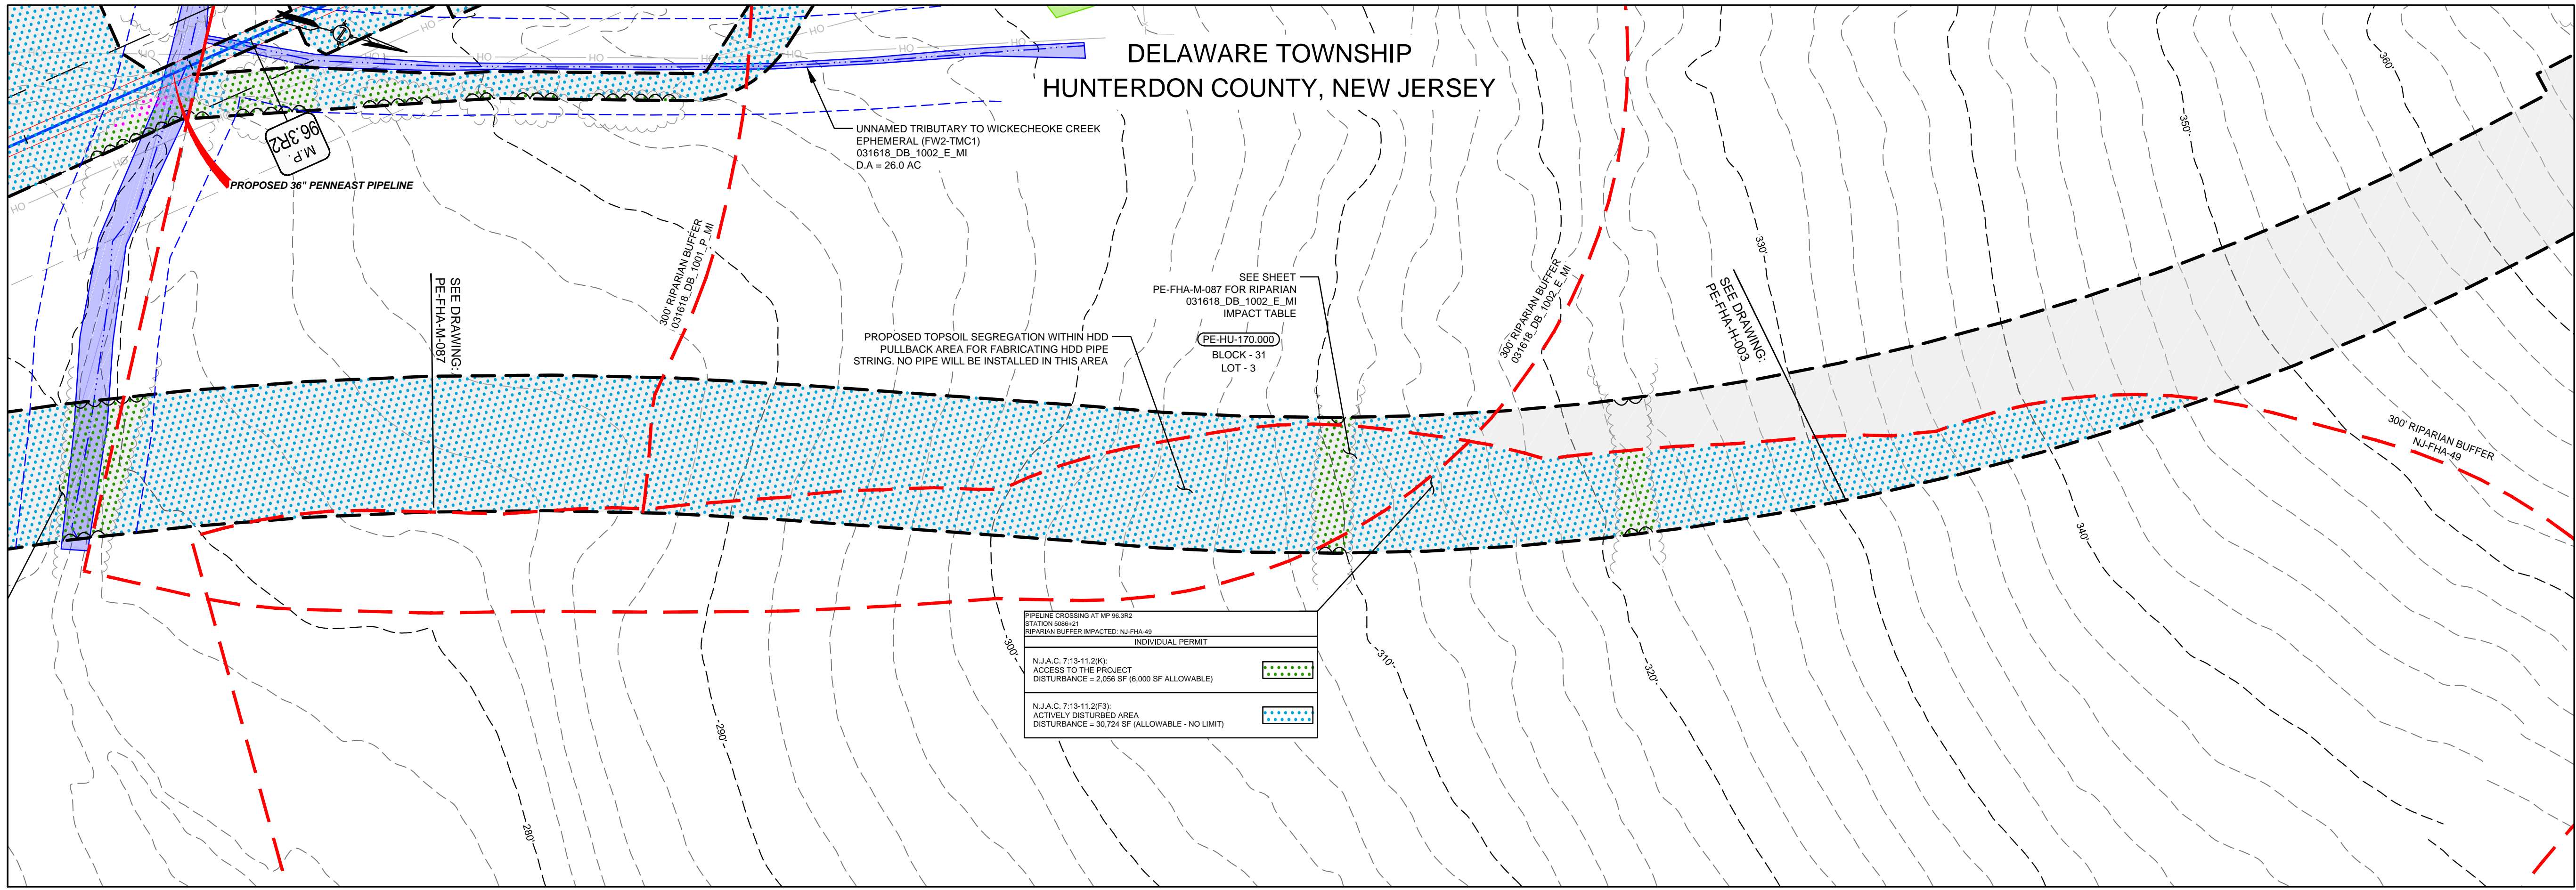 DELAWARE TOWNSHIP
HUNTERDON COUNTY, NEW JERSEY
HO
HO
HO
HO
HO
HO
HO
Z
M.P.
96.3R2
PROPOSED 36" PENNEAST PIPELINE
UNNAMED TRIBUTARY TO WICKECHEOKE CREEK
EPHEMERAL (FW2-TMC1)
031618_DB_1002_E_MI
D.A = 26.0 AC
SEE DRAWING:
PE-FHA-M-087
300' RIPARIAN BUFFER
031618_DB_1001_P_MI
PROPOSED TOPSOIL SEGREGATION WITHIN HDD
PULLBACK AREA FOR FABRICATING HDD PIPE
STRING. NO PIPE WILL BE INSTALLED IN THIS AREA
SEE SHEET
PE-FHA-M-087 FOR RIPARIAN
031618_DB_1002_E_MI
IMPACT TABLE
PE-HU-170.000
BLOCK - 31
LOT - 3
300' RIPARIAN BUFFER
031618_DB_1002_E_MI
SEE DRAWING:
PE-FHA-H-003
300' RIPARIAN BUFFER
NJ-FHA-49
280'
290'
300'
310'
320'
330'
340'
350'
360'
PIPELINE CROSSING AT MP 96.3R2
STATION 5086+21
RIPARIAN BUFFER IMPACTED: NJ-FHA-49
INDIVIDUAL PERMIT
N.J.A.C. 7:13-11.2(K):
ACCESS TO THE PROJECT
DISTURBANCE = 2,056 SF (6,000 SF ALLOWABLE)
N.J.A.C. 7:13-11.2(F3):
ACTIVELY DISTURBED AREA
DISTURBANCE = 30,724 SF (ALLOWABLE - NO LIMIT)